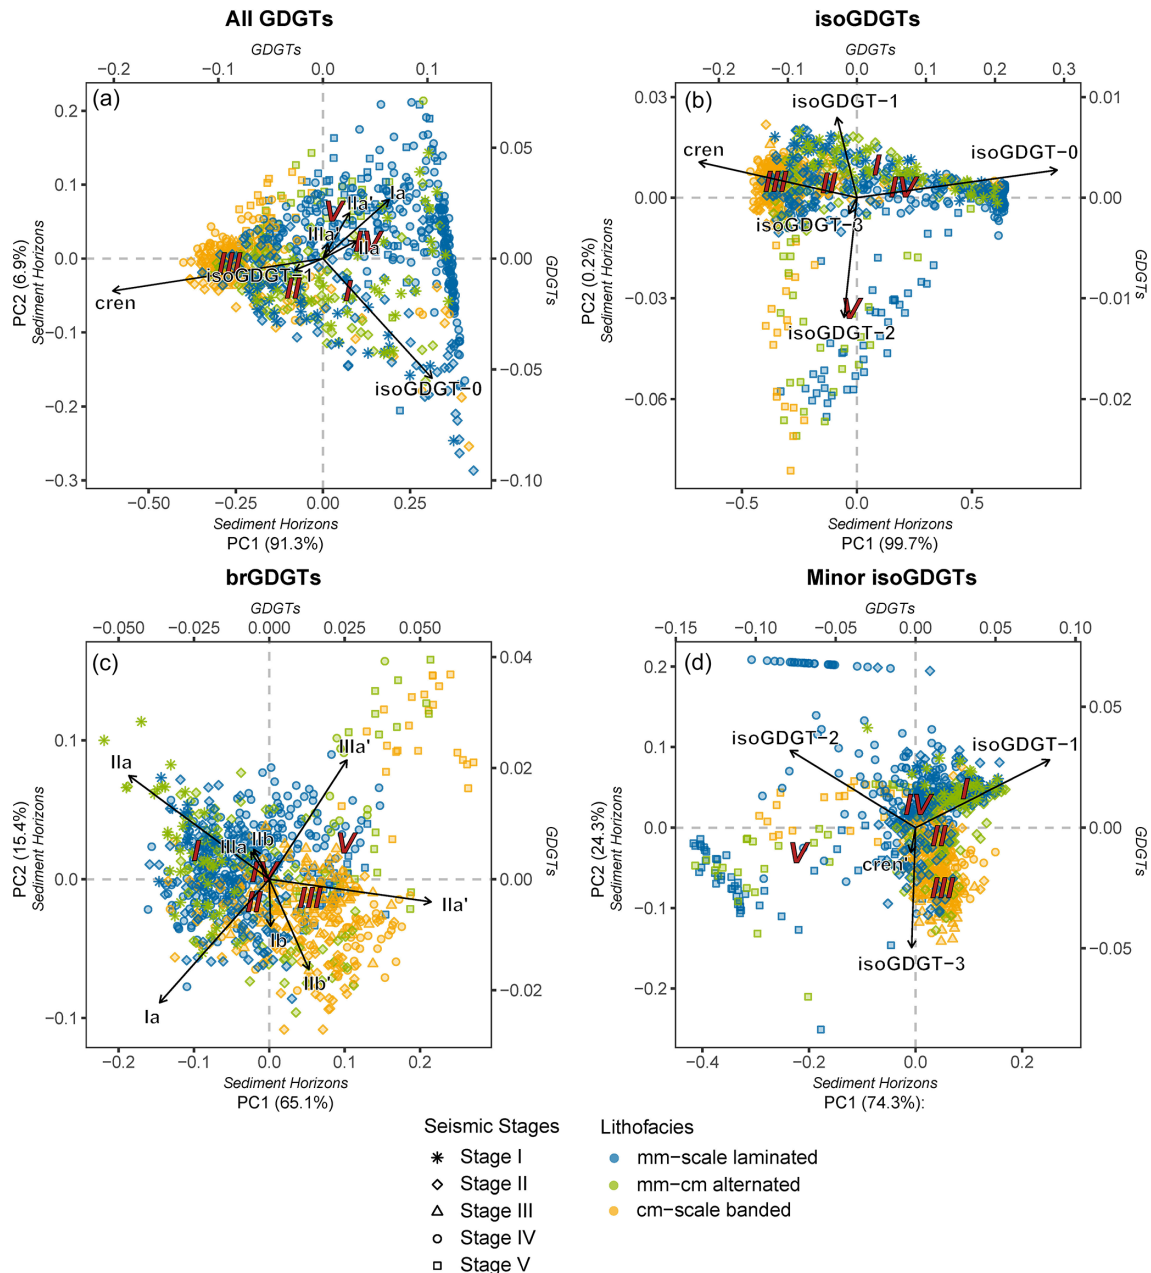 All GDGTs
GDGTs
−0.2 −0.1 0.0 0.1
(a)
0.2
0.1
0.0
−0.1
−0.2
−0.3
PC2 (6.9%)
Sediment Horizons
0.05
0.00
−0.05
−0.10
GDGTs
Ia
IIa'
V
IIIa'
IV
IIa
III
isoGDGT−1
cren
II
I
isoGDGT−0
−0.50 −0.25 0.00 0.25
Sediment Horizons
PC1 (91.3%)
isoGDGTs
GDGTs
−0.2 −0.1 0.0 0.1 0.2 0.3
(b)
0.03
0.00
−0.03
−0.06
PC2 (0.2%)
Sediment Horizons
0.01
0.00
−0.01
−0.02
GDGTs
isoGDGT−1
cren
isoGDGT−0
I
III
II
IV
isoGDGT−3
V
isoGDGT−2
−0.5 0.0 0.5
Sediment Horizons
PC1 (99.7%)
brGDGTs
GDGTs
−0.050 −0.025 0.000 0.025 0.050
(c)
0.1
0.0
−0.1
PC2 (15.4%)
Sediment Horizons
0.04
0.02
0.00
−0.02
GDGTs
IIIa'
IIa
IIb
IIIa
I
V
IV
II
III
IIa'
Ib
IIb'
Ia
−0.2 −0.1 0.0 0.1 0.2
Sediment Horizons
PC1 (65.1%)
Minor isoGDGTs
GDGTs
−0.15 −0.10 −0.05 0.00 0.05 0.10
(d)
0.2
0.1
0.0
−0.1
−0.2
PC2 (24.3%)
Sediment Horizons
0.05
0.00
−0.05
GDGTs
isoGDGT−2
isoGDGT−1
I
IV
II
V
cren'
III
isoGDGT−3
−0.4 −0.2 0.0 0.2
Sediment Horizons
PC1 (74.3%):
Seismic Stages
Stage I
Stage II
Stage III
Stage IV
Stage V
Lithofacies
mm−scale laminated
mm−cm alternated
cm−scale banded